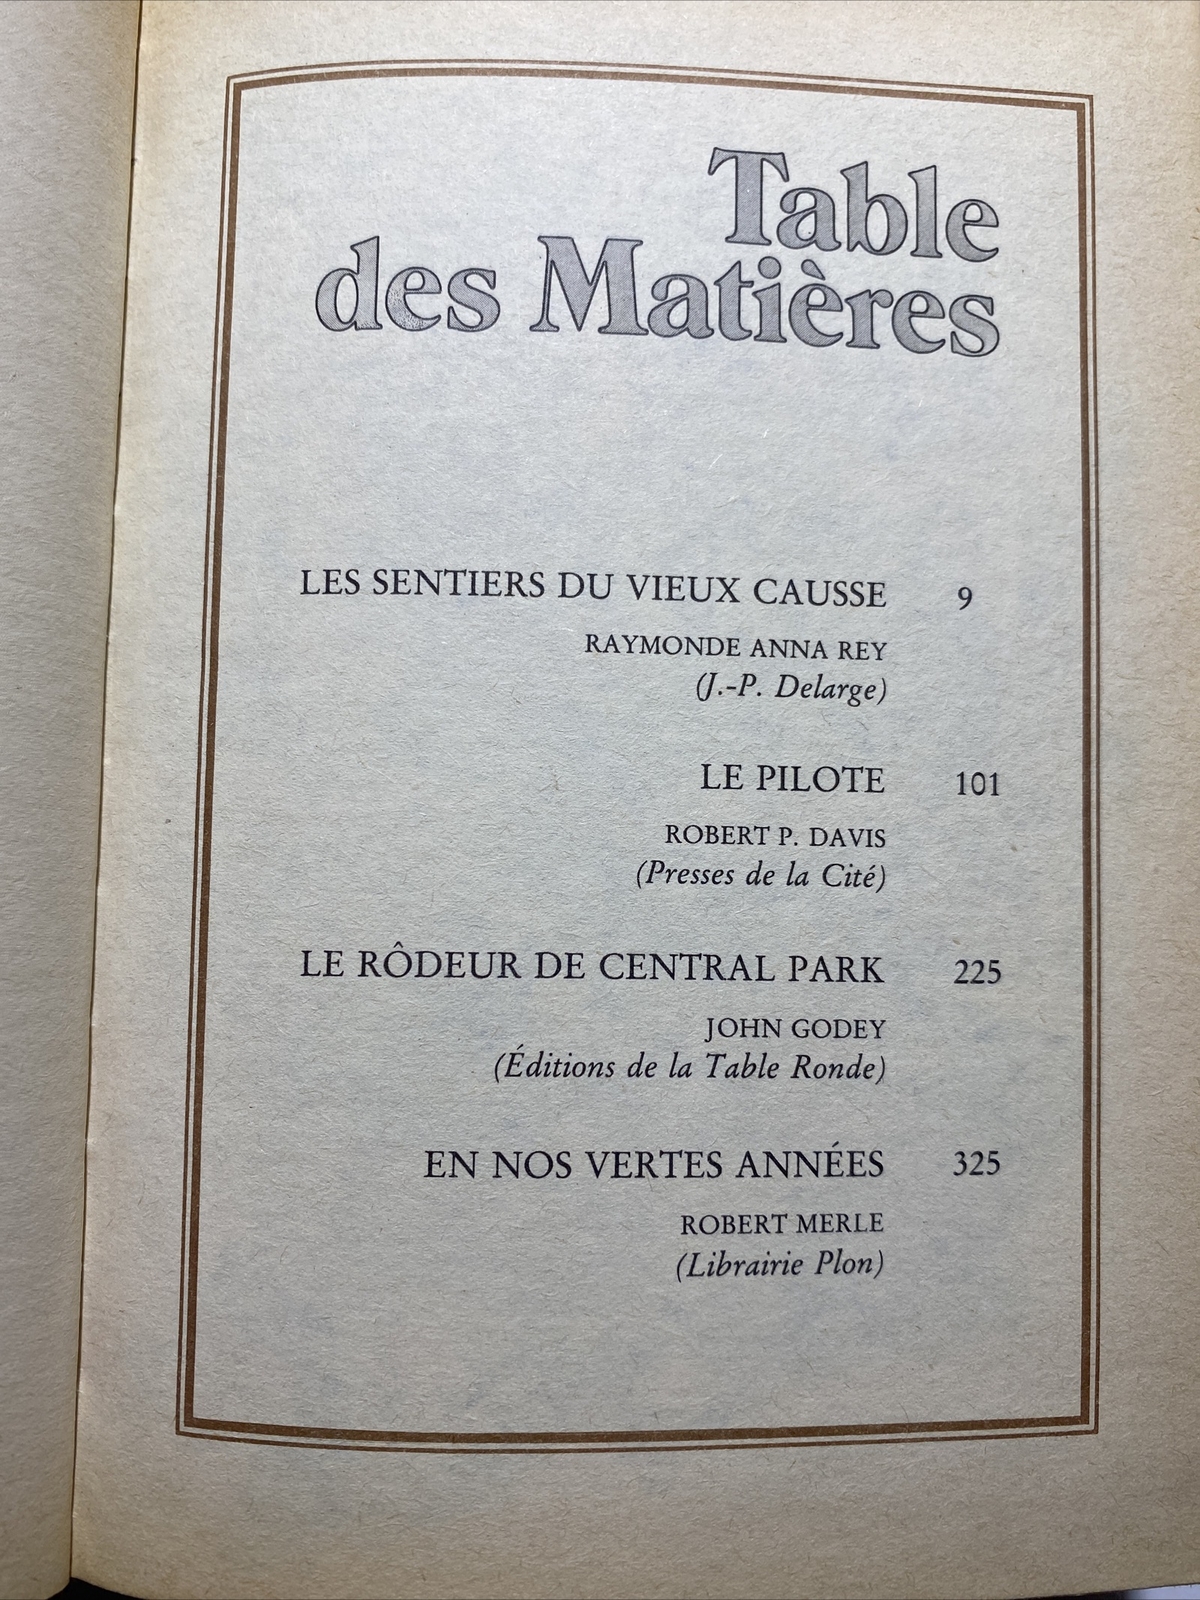 Table
des Matières
LES SENTIERS DU VIEUX CAUSSE 9
RAYMONDE ANNA REY
(J.-P. Delarge)
LE PILOTE 101
ROBERT P. DAVIS
(Presses de la Cité)
LE RÔDEUR DE CENTRAL PARK 225
JOHN GODEY
(Éditions de la Table Ronde)
EN NOS VERTES ANNÉES 325
ROBERT MERLE
(Librairie Plon)